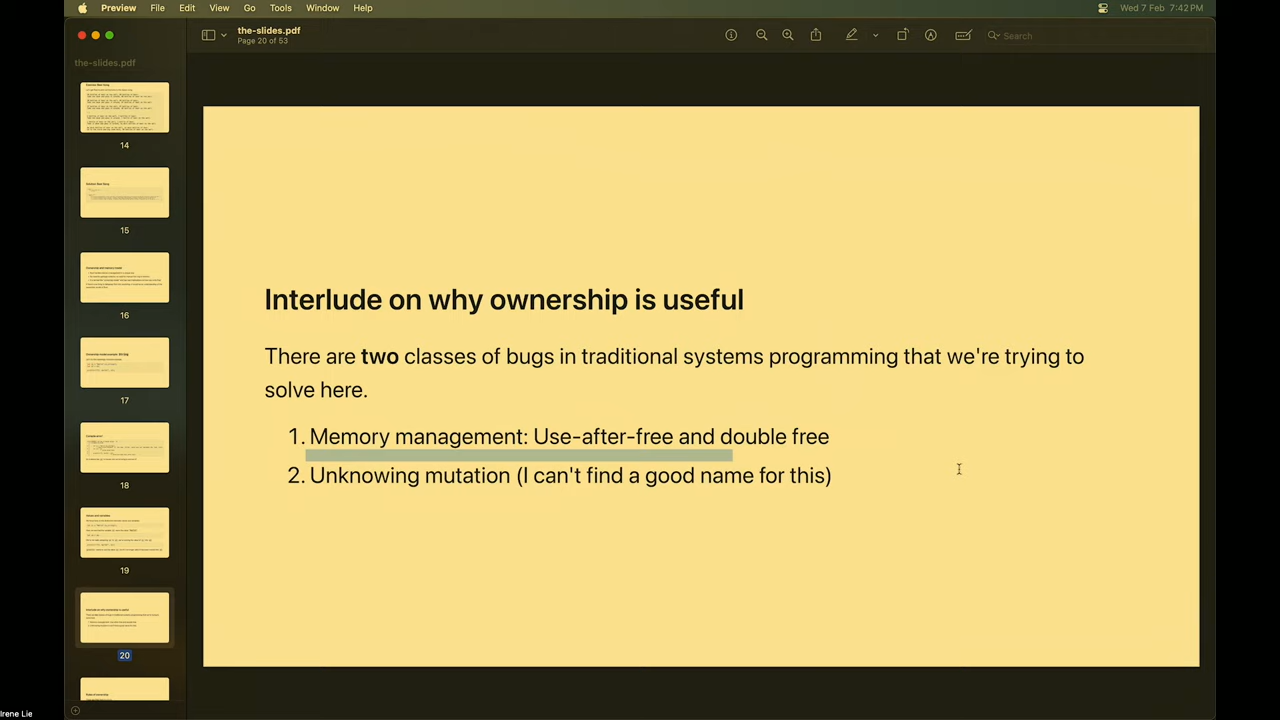 Preview File Edit View Go Tools Window Help
Wed 7 Feb 7:42 PM
the-slides.pdf
Page 20 of 53
Search
the-slides.pdf
14
15
16
17
18
19
20
Interlude on why ownership is useful
There are two classes of bugs in traditional systems programming that we're trying to
solve here.
1. Memory management: Use-after-free and double free
2. Unknowing mutation (I can't find a good name for this)
Irene Lie